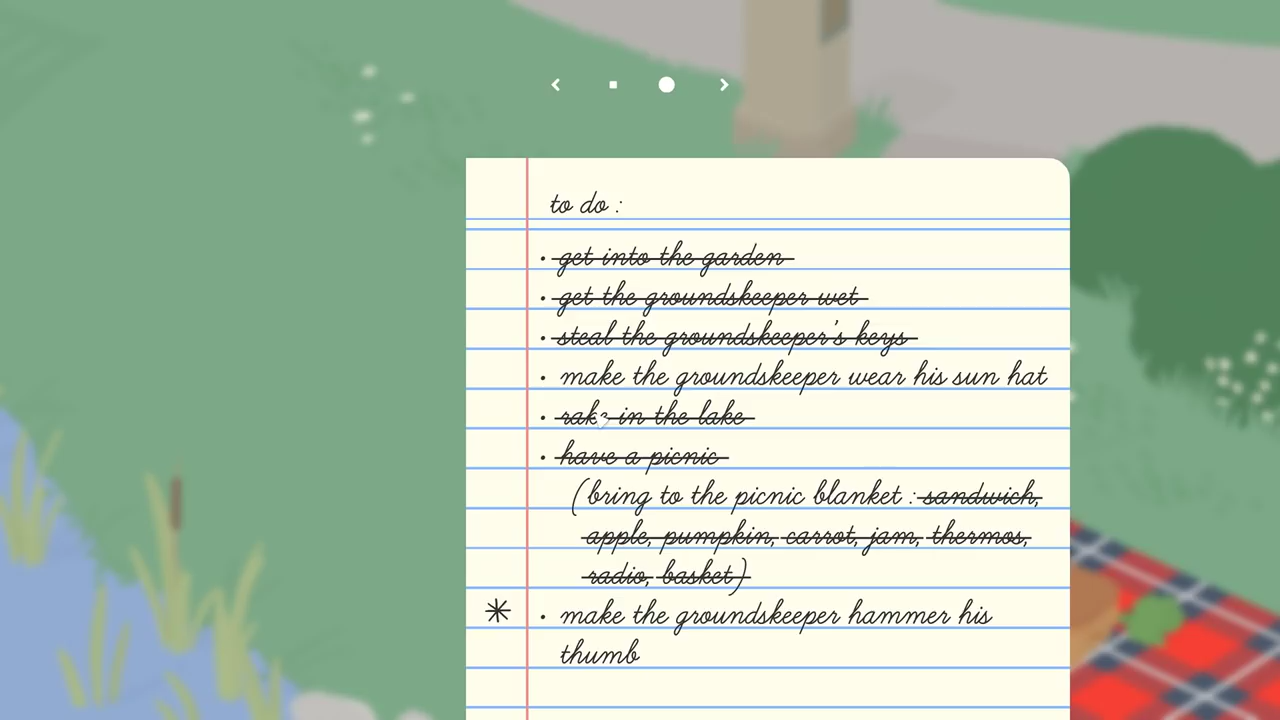 to do :
• get into the garden
• get the groundskeeper wet
• steal the groundskeeper's keys
• make the groundskeeper wear his sun hat
• rake in the lake
• have a picnic
(bring to the picnic blanket : sandwich,
apple, pumpkin, carrot, jam, thermos,
radio, basket)
• make the groundskeeper hammer his
thumb